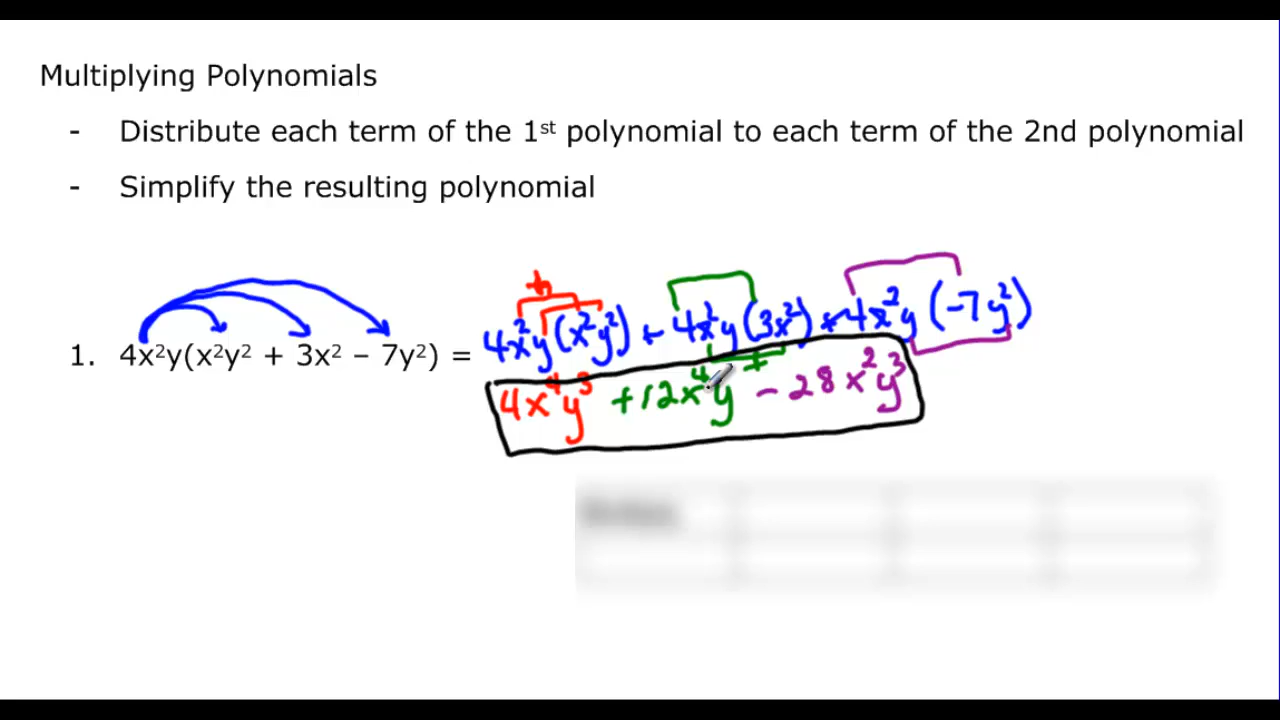 Multiplying Polynomials
- Distribute each term of the 1st polynomial to each term of the 2nd polynomial
- Simplify the resulting polynomial
+
1. 4x²y(x²y² + 3x² – 7y²) = 4x²y(x²y²) + 4x²y(3x²) + 4x²y(-7y²)
+
4x⁴y³ + 12x⁴y - 28x²y³